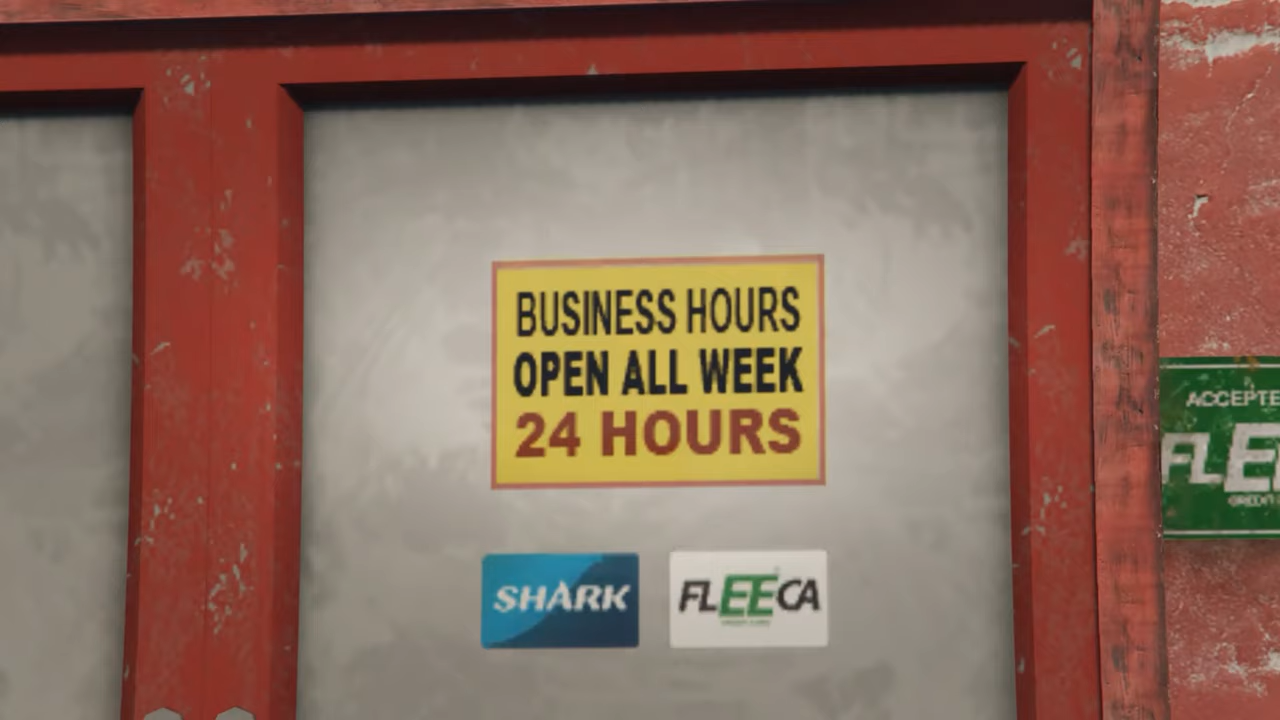 BUSINESS HOURS
OPEN ALL WEEK
24 HOURS
SHARK
FLEECA
ACCEPTE
FLEE